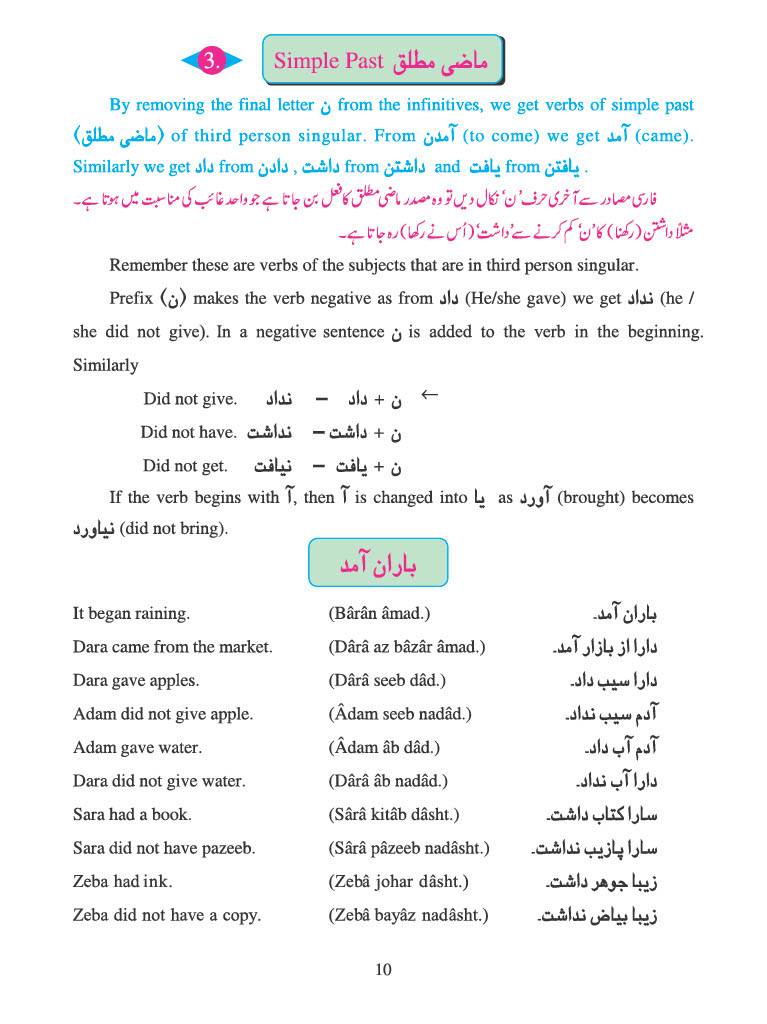 3. Simple Past ماضی مطلق
By removing the final letter ن from the infinitives, we get verbs of simple past
(ماضی مطلق) of third person singular. From آمدن (to come) we get آمد (came).
Similarly we get داد from دادن , داشت from داشتن and یافت from یافتن .
فارسی مصادر سے آخری حرف ’ن‘ نکال دیں تو وہ مصدر ماضی مطلق کا فعل بن جاتا ہے جو واحد غائب کی مناسبت میں ہوتا ہے۔
مثلاً داشتن (رکھنا) کا ’ن‘ کم کرنے سے ’داشت‘ (اُس نے رکھا) رہ جاتا ہے۔
Remember these are verbs of the subjects that are in third person singular.
Prefix (ن) makes the verb negative as from داد (He/she gave) we get نداد (he /
she did not give). In a negative sentence ن is added to the verb in the beginning.
Similarly
Did not give. نداد – داد + ن ←
Did not have. نداشت – داشت + ن
Did not get. نیافت – یافت + ن
If the verb begins with آ, then آ is changed into یا as آورد (brought) becomes
نیاورد (did not bring).
باران آمد
It began raining. (Bârân âmad.) باران آمد۔
Dara came from the market. (Dârâ az bâzâr âmad.) دارا از بازار آمد۔
Dara gave apples. (Dârâ seeb dâd.) دارا سیب داد۔
Adam did not give apple. (Âdam seeb nadâd.) آدم سیب نداد۔
Adam gave water. (Âdam âb dâd.) آدم آب داد۔
Dara did not give water. (Dârâ âb nadâd.) دارا آب نداد۔
Sara had a book. (Sârâ kitâb dâsht.) سارا کتاب داشت۔
Sara did not have pazeeb. (Sârâ pâzeeb nadâsht.) سارا پازیب نداشت۔
Zeba had ink. (Zebâ johar dâsht.) زیبا جوهر داشت۔
Zeba did not have a copy. (Zebâ bayâz nadâsht.) زیبا بیاض نداشت۔
10